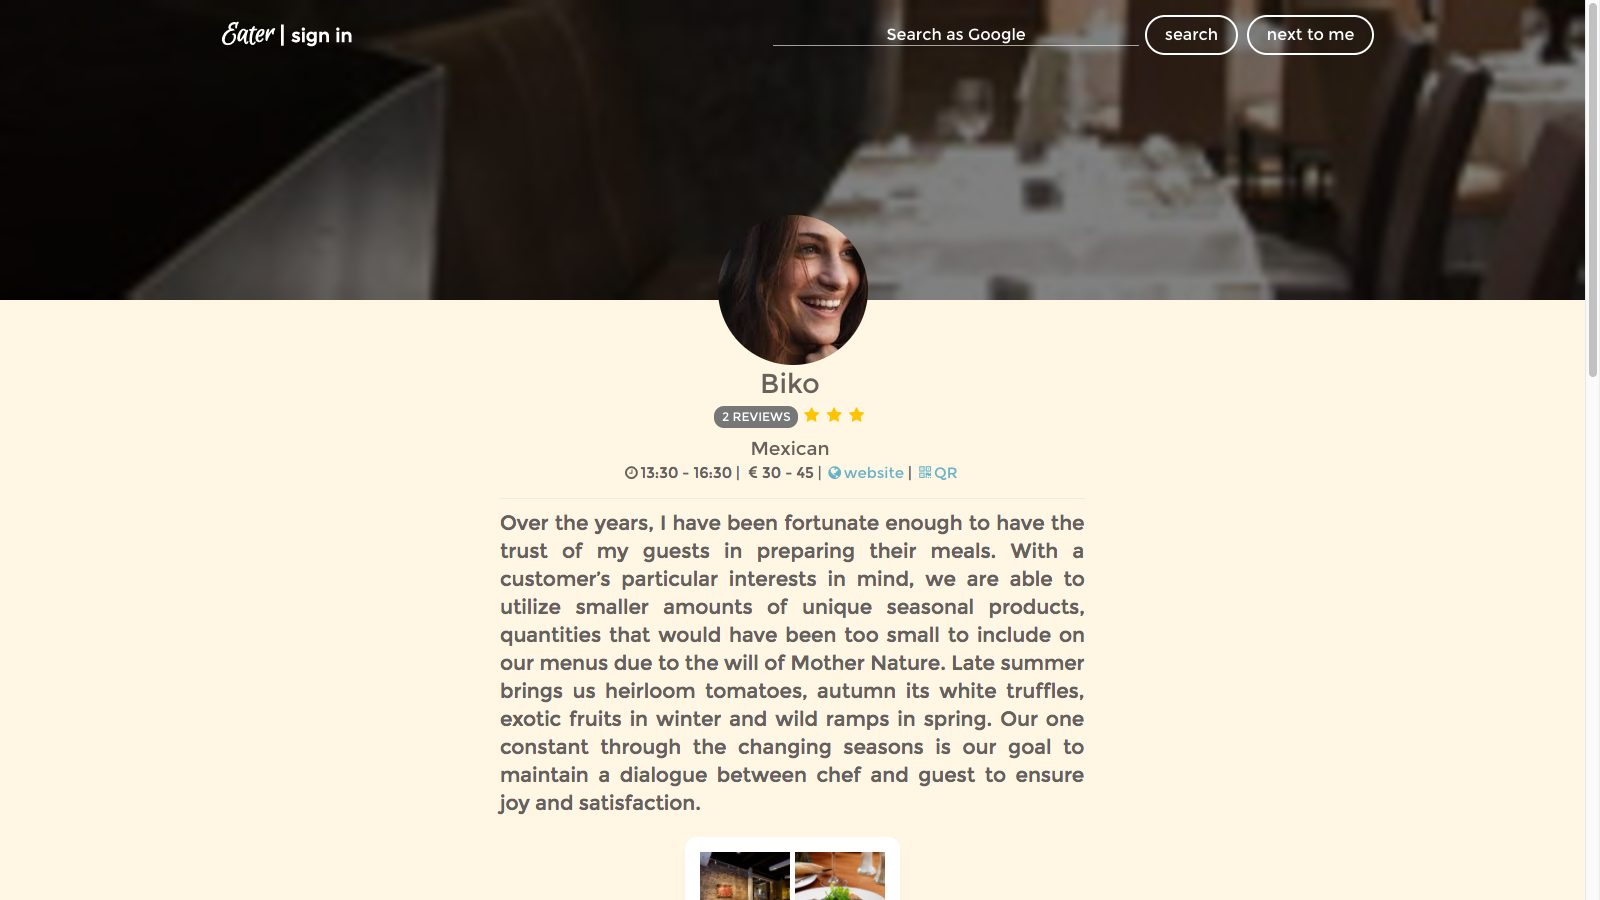 Eater | sign in
Search as Google
search
next to me
Biko
2 REVIEWS
Mexican
13:30 - 16:30 | € 30 - 45 | website | QR
Over the years, I have been fortunate enough to have the
trust of my guests in preparing their meals. With a
customer’s particular interests in mind, we are able to
utilize smaller amounts of unique seasonal products,
quantities that would have been too small to include on
our menus due to the will of Mother Nature. Late summer
brings us heirloom tomatoes, autumn its white truffles,
exotic fruits in winter and wild ramps in spring. Our one
constant through the changing seasons is our goal to
maintain a dialogue between chef and guest to ensure
joy and satisfaction.